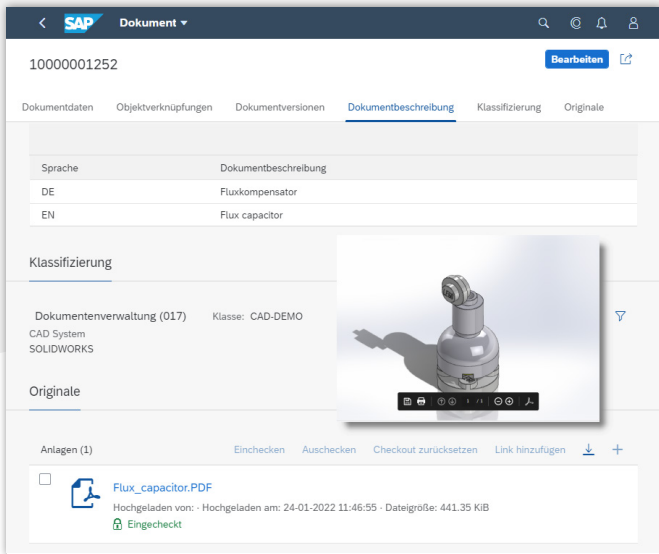 SAP Dokument
10000001252
Bearbeiten
Dokumentdaten Objektverknüpfungen Dokumentversionen Dokumentbeschreibung Klassifizierung Originale
Sprache Dokumentbeschreibung
DE Fluxkompensator
EN Flux capacitor
Klassifizierung
Dokumentenverwaltung (017) Klasse: CAD-DEMO
CAD System
SOLIDWORKS
Originale
Anlagen (1) Einchecken Auschecken Checkout zurücksetzen Link hinzufügen
Flux_capacitor.PDF
Hochgeladen von: · Hochgeladen am: 24-01-2022 11:46:55 · Dateigröße: 441.35 KiB
Eingecheckt